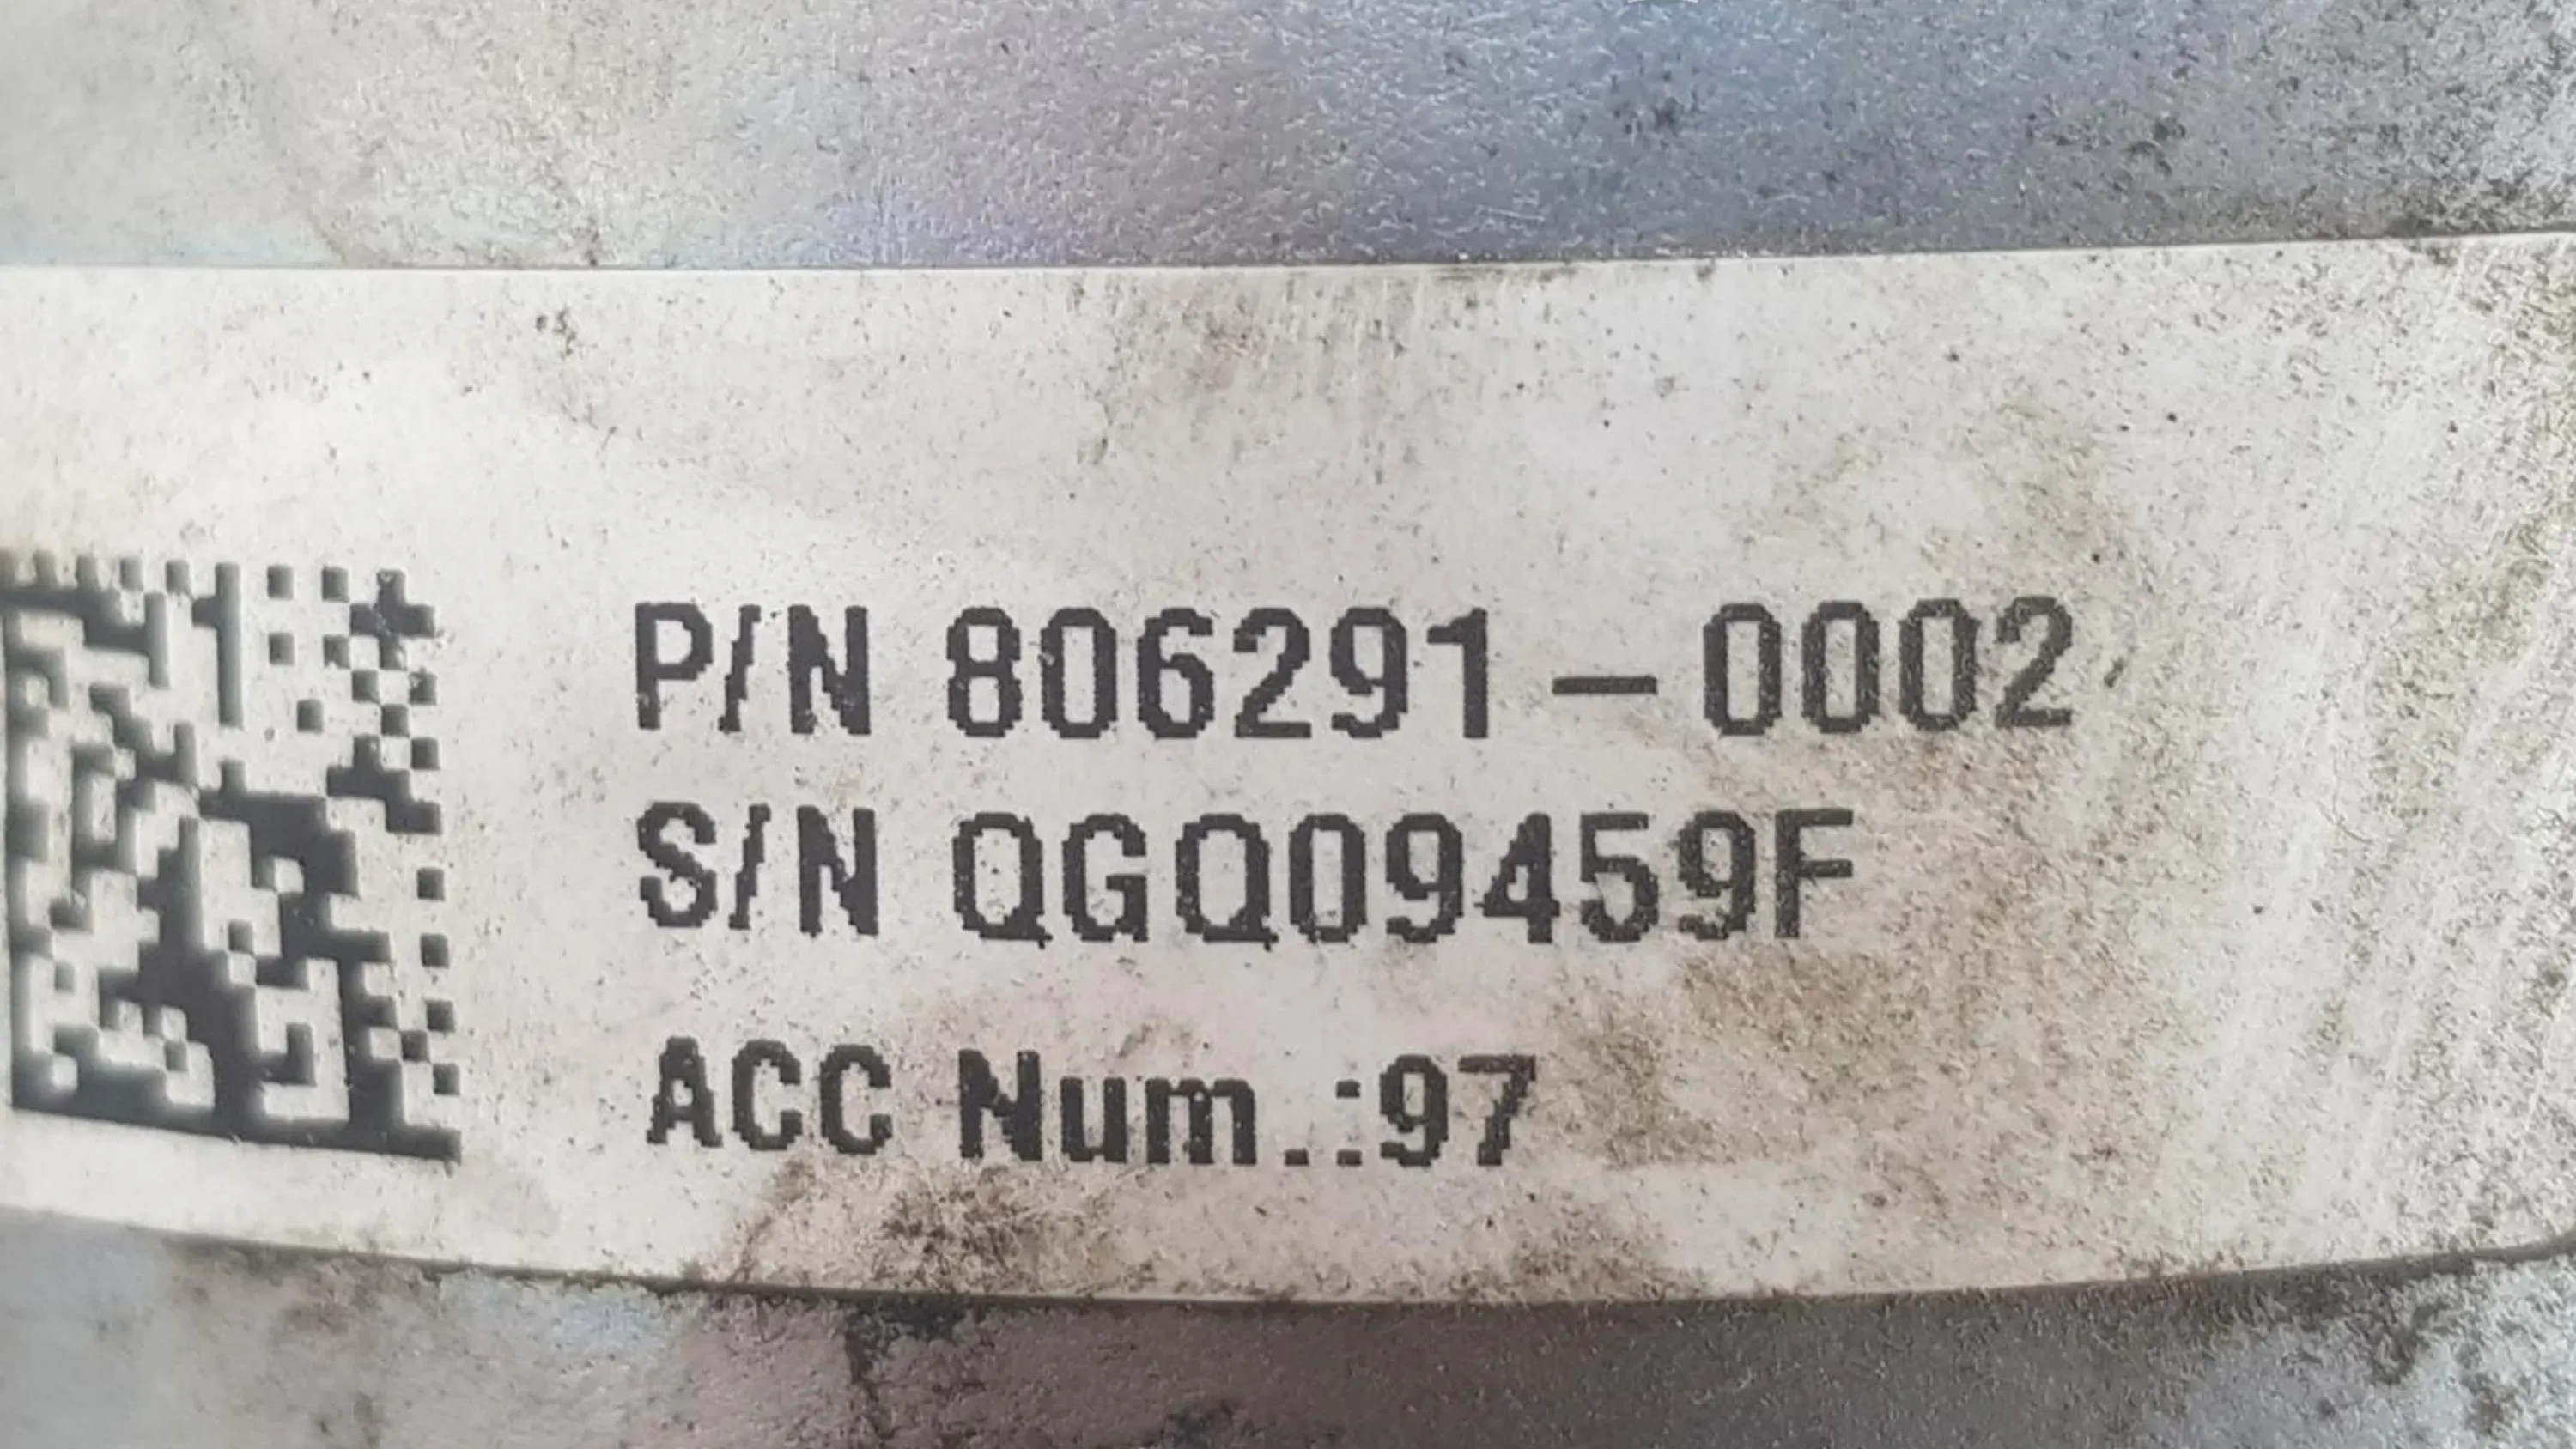 P/N 806291-0002
S/N QGQ09459F
ACC Num.:97